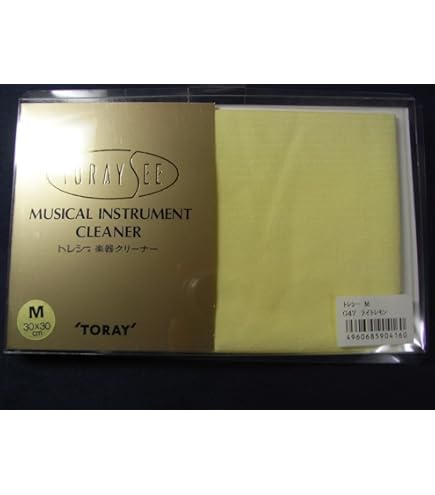 TORAYSEE
MUSICAL INSTRUMENT
CLEANER
トレシー 楽器クリーナー
M
30×30
cm
'TORAY'
トレシー M
G47 ライトレモン
4960685904160